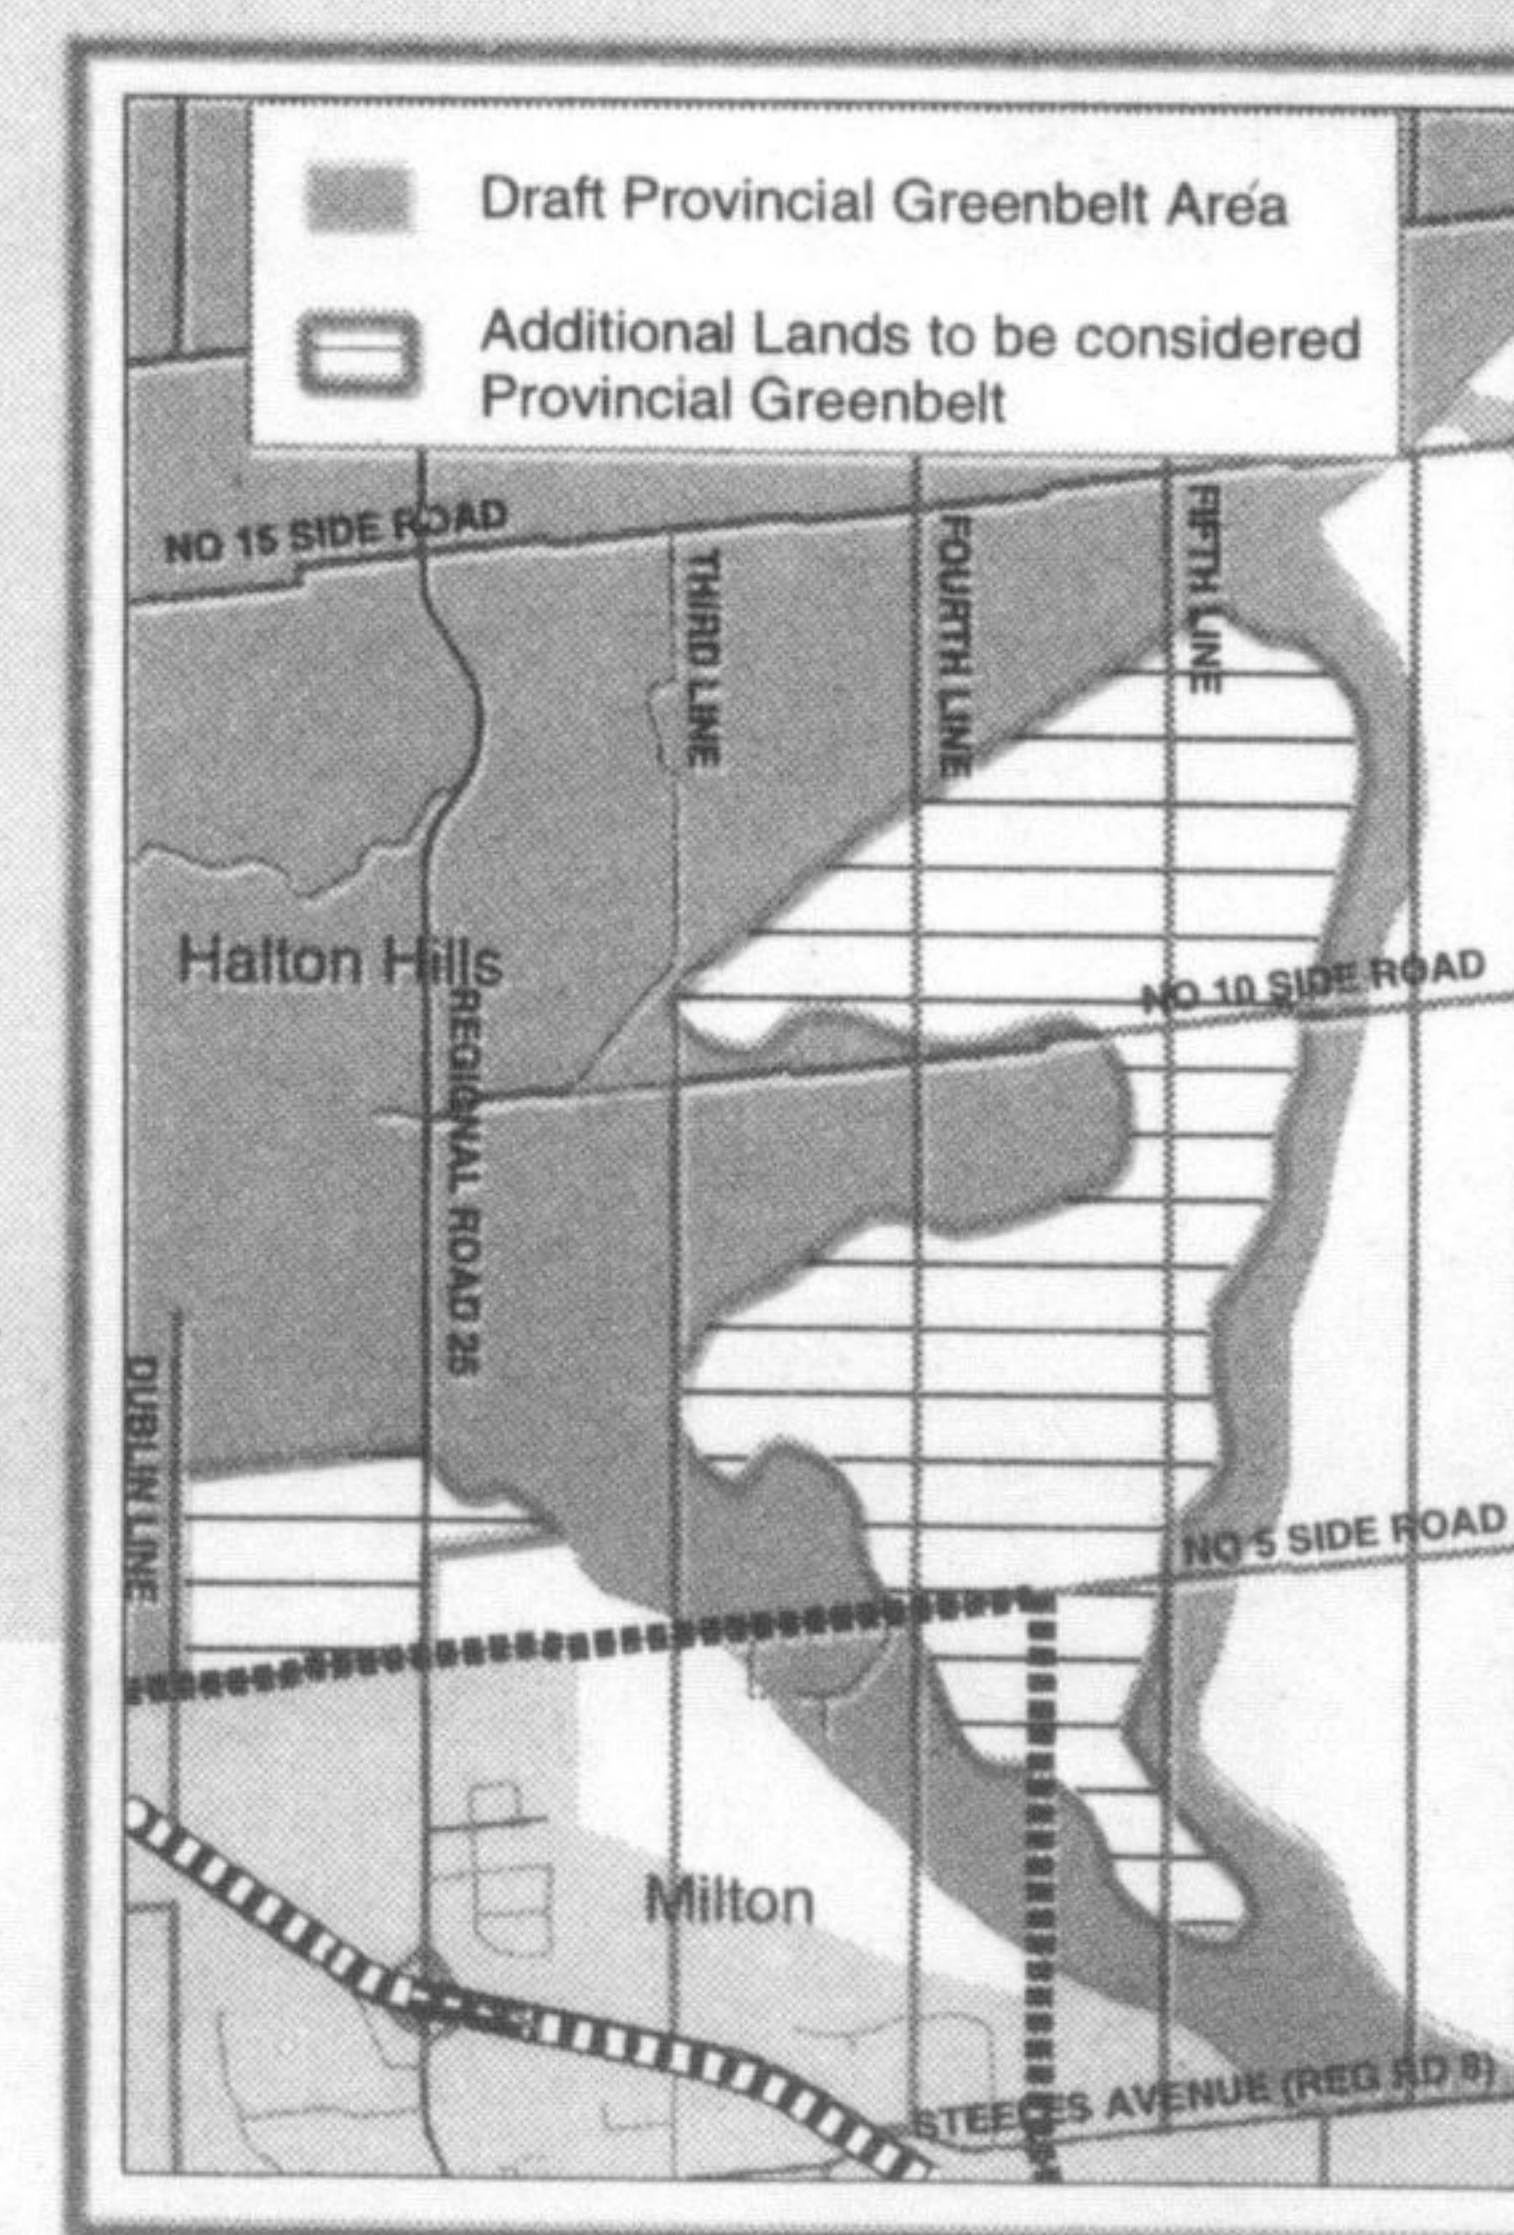 Draft Provincial Greenbelt Area
Additional Lands to be considered
Provincial Greenbelt
NO 15 SIDE ROAD
THIRD LINE
FOURTH LINE
FIFTH LINE
Halton Hills
REGIONAL ROAD 25
NO 10 SIDE ROAD
DUBLIN LINE
NO 5 SIDE ROAD
Milton
STEELES AVENUE (REG RD 8)